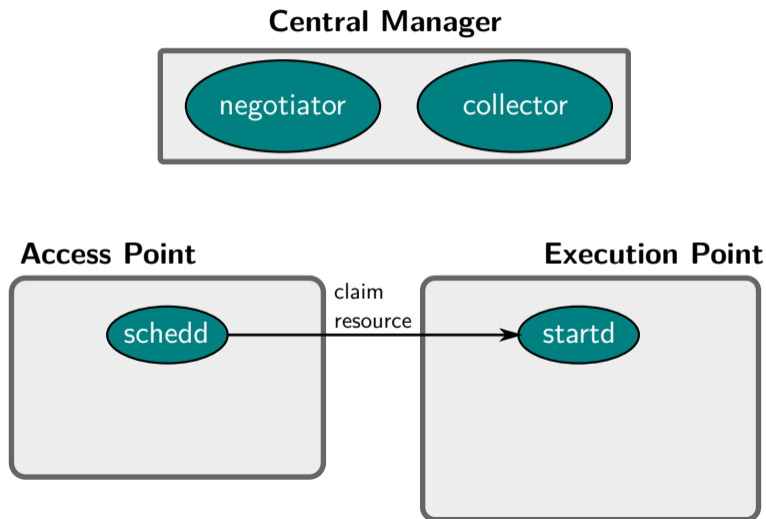 Central Manager
negotiator
collector
Access Point
Execution Point
claim
resource
schedd
startd